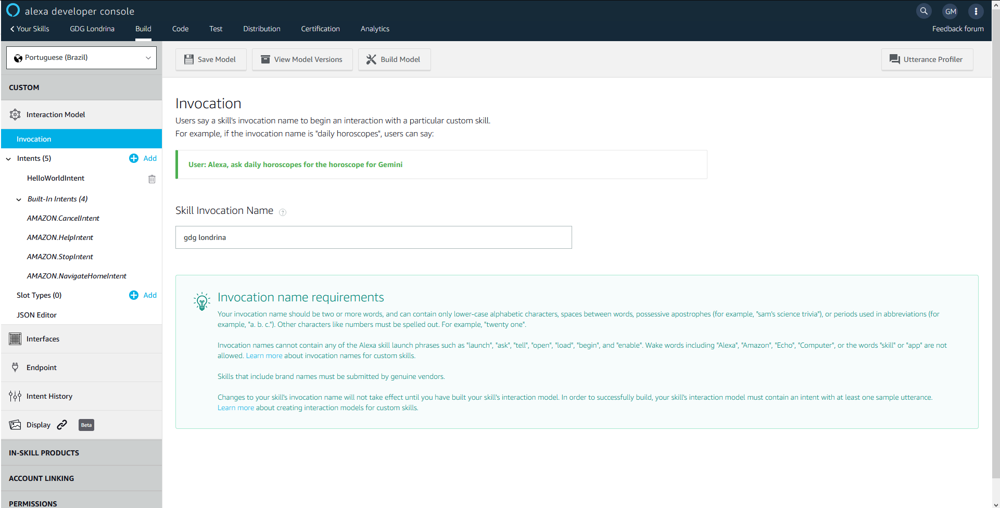 alexa developer console
GM
Your Skills GDG Londrina Build Code Test Distribution Certification Analytics Feedback forum
Portuguese (Brazil)
Save Model View Model Versions Build Model Utterance Profiler
CUSTOM
Interaction Model
Invocation
Intents (5) Add
HelloWorldIntent
Built-In Intents (4)
AMAZON.CancelIntent
AMAZON.HelpIntent
AMAZON.StopIntent
AMAZON.NavigateHomeIntent
Slot Types (0) Add
JSON Editor
Interfaces
Endpoint
Intent History
Display Beta
IN-SKILL PRODUCTS
ACCOUNT LINKING
PERMISSIONS
Invocation
Users say a skill's invocation name to begin an interaction with a particular custom skill.
For example, if the invocation name is "daily horoscopes", users can say:
User: Alexa, ask daily horoscopes for the horoscope for Gemini
Skill Invocation Name ?
gdg londrina
Invocation name requirements
Your invocation name should be two or more words, and can contain only lower-case alphabetic characters, spaces between words, possessive apostrophes (for example, "sam's science trivia"), or periods used in abbreviations (for
example, "a. b. c."). Other characters like numbers must be spelled out. For example, "twenty one".
Invocation names cannot contain any of the Alexa skill launch phrases such as "launch", "ask", "tell", "open", "load", "begin", and "enable". Wake words including "Alexa", "Amazon", "Echo", "Computer", or the words "skill" or "app" are not
allowed. Learn more about invocation names for custom skills.
Skills that include brand names must be submitted by genuine vendors.
Changes to your skill's invocation name will not take effect until you have built your skill's interaction model. In order to successfully build, your skill's interaction model must contain an intent with at least one sample utterance.
Learn more about creating interaction models for custom skills.